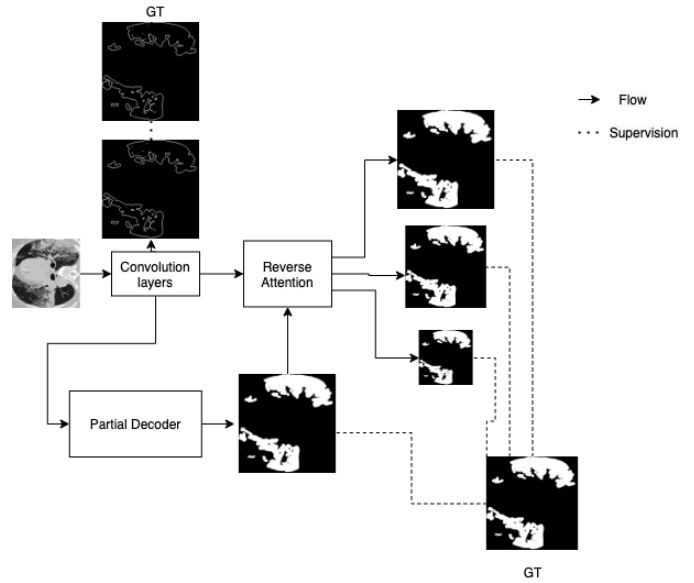 GT
Flow
Supervision
Convolution
layers
Reverse
Attention
Partial Decoder
GT